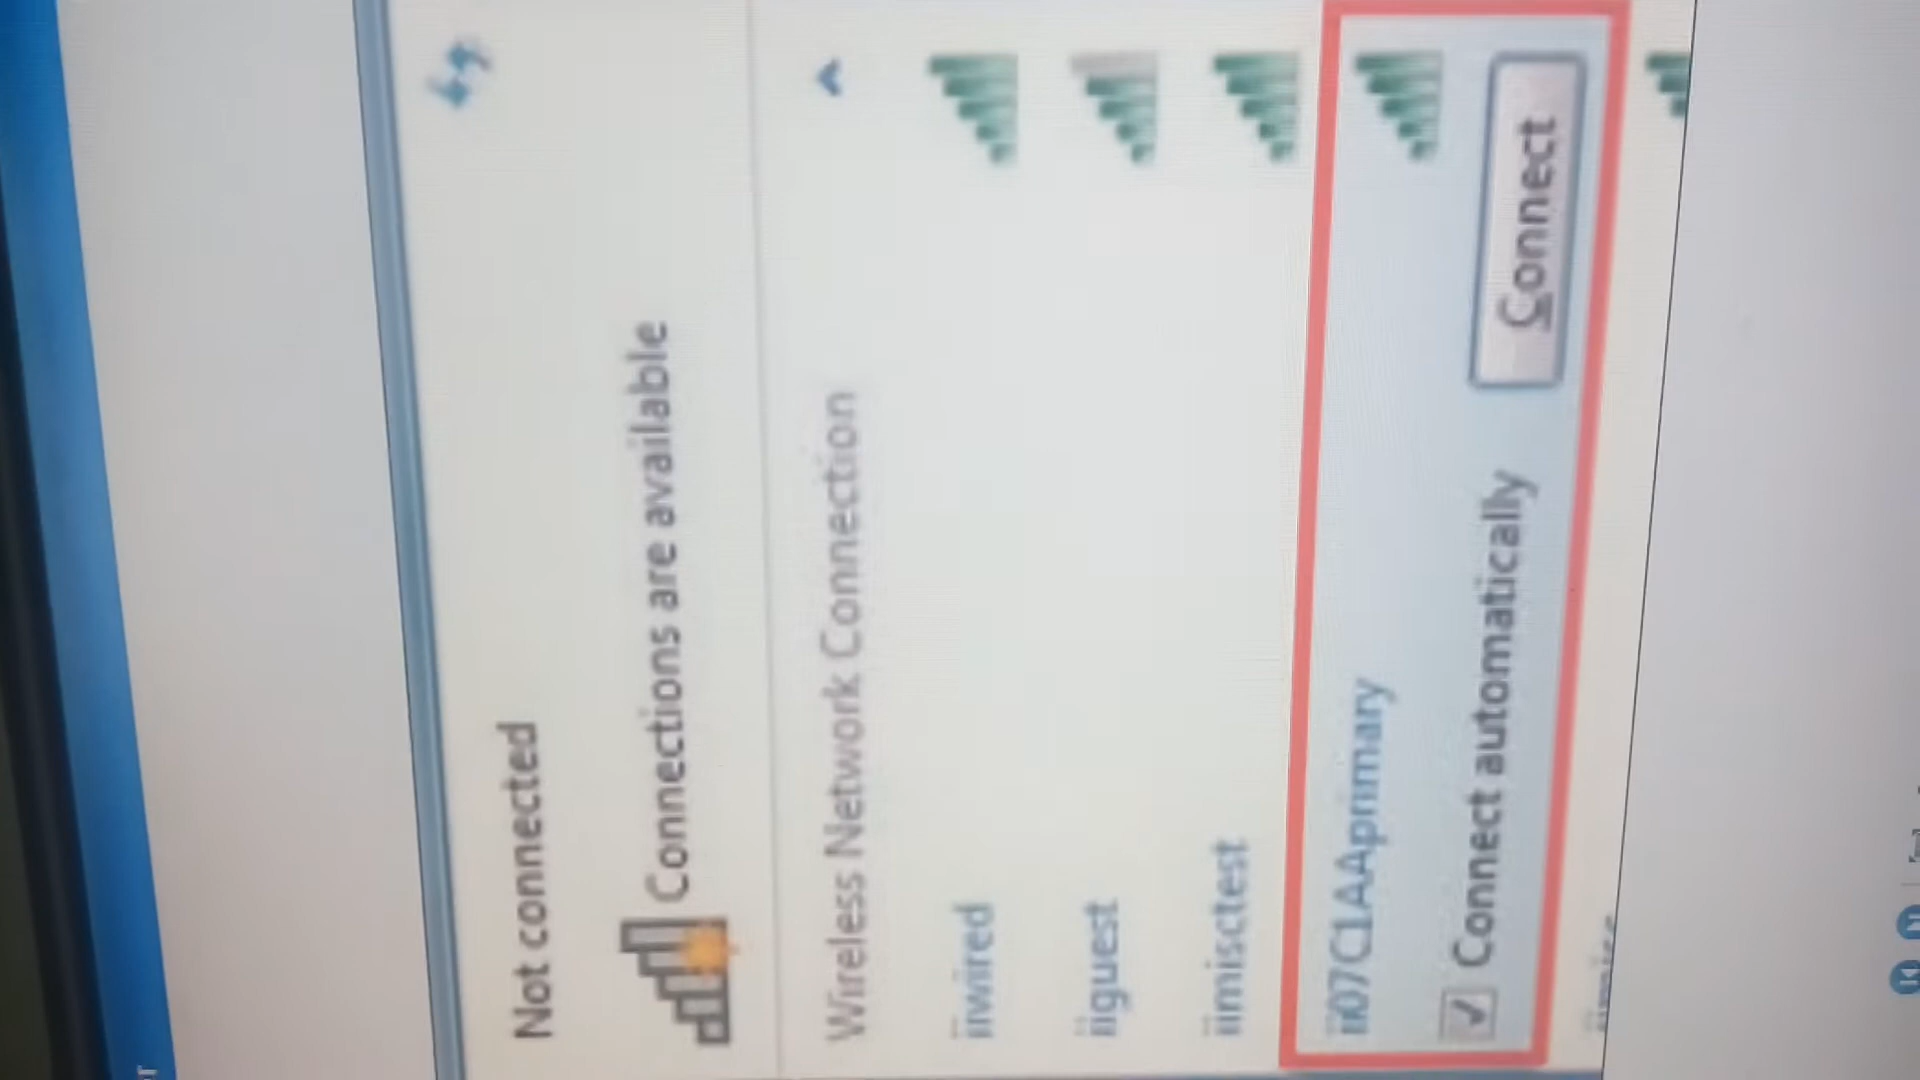 Not connected
Connections are available
Wireless Network Connection
iiwired
iiguest
iimisctest
ii07C1AAprimary
Connect automatically
Connect